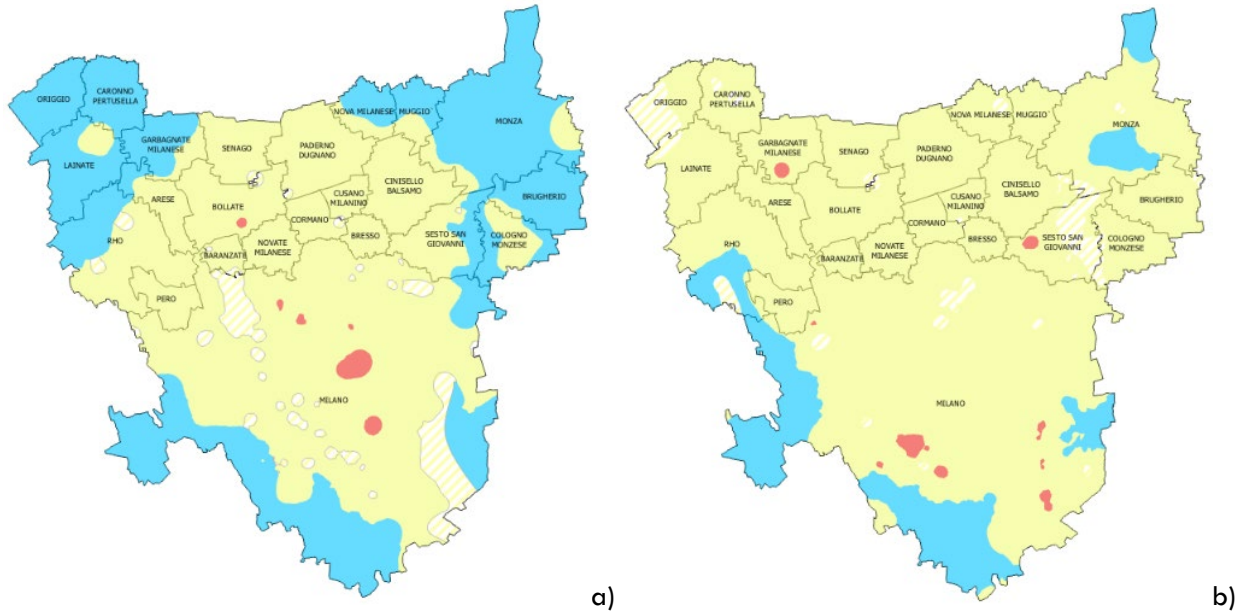 ORIGGIO
CARONNO
PERTUSELLA
LAINATE
GARBAGNATE
MILANESE
SENAGO
PADERNO
DUGNANO
NOVA MILANESE
MUGGIO'
MONZA
ARESE
BOLLATE
CUSANO
MILANINO
CINISELLO
BALSAMO
BRUGHERIO
CORMANO
RHO
BARANZATE
NOVATE
MILANESE
BRESSO
SESTO SAN
GIOVANNI
COLOGNO
MONZESE
PERO
MILANO
a)
ORIGGIO
CARONNO
PERTUSELLA
LAINATE
GARBAGNATE
MILANESE
SENAGO
PADERNO
DUGNANO
NOVA MILANESE
MUGGIO'
MONZA
ARESE
BOLLATE
CUSANO
MILANINO
CINISELLO
BALSAMO
BRUGHERIO
CORMANO
RHO
BARANZATE
NOVATE
MILANESE
BRESSO
SESTO SAN
GIOVANNI
COLOGNO
MONZESE
PERO
MILANO
b)